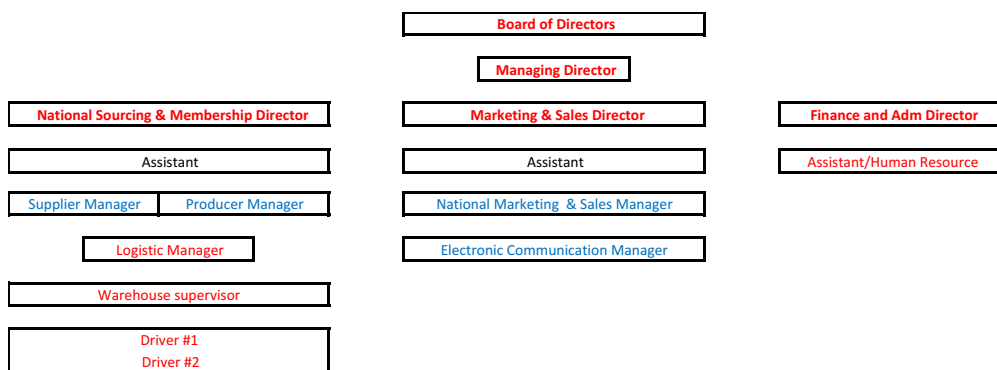 Board of Directors
Managing Director
National Sourcing & Membership Director
Marketing & Sales Director
Finance and Adm Director
Assistant
Assistant
Assistant/Human Resource
Supplier Manager
Producer Manager
National Marketing  & Sales Manager
Logistic Manager
Electronic Communication Manager
Warehouse supervisor
Driver #1
Driver #2